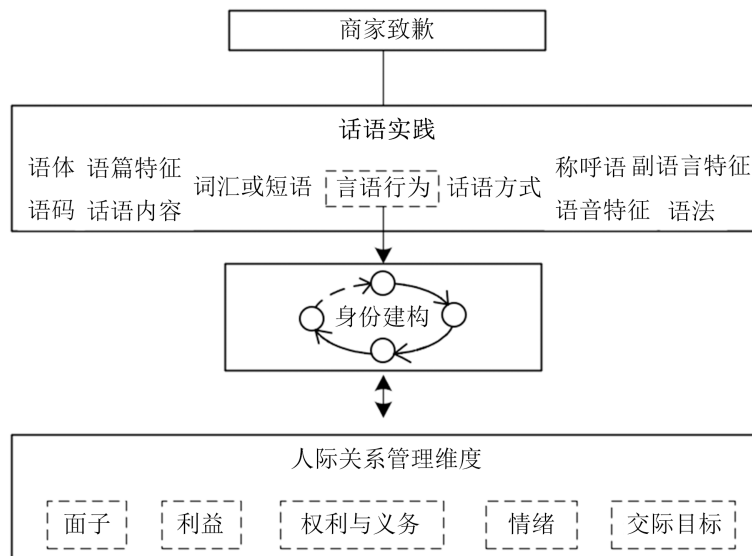 商家致歉
话语实践
语体 语篇特征 词汇或短语 言语行为 话语方式 称呼语 副语言特征
语码 话语内容 语音特征 语法
身份建构
人际关系管理维度
面子 利益 权利与义务 情绪 交际目标